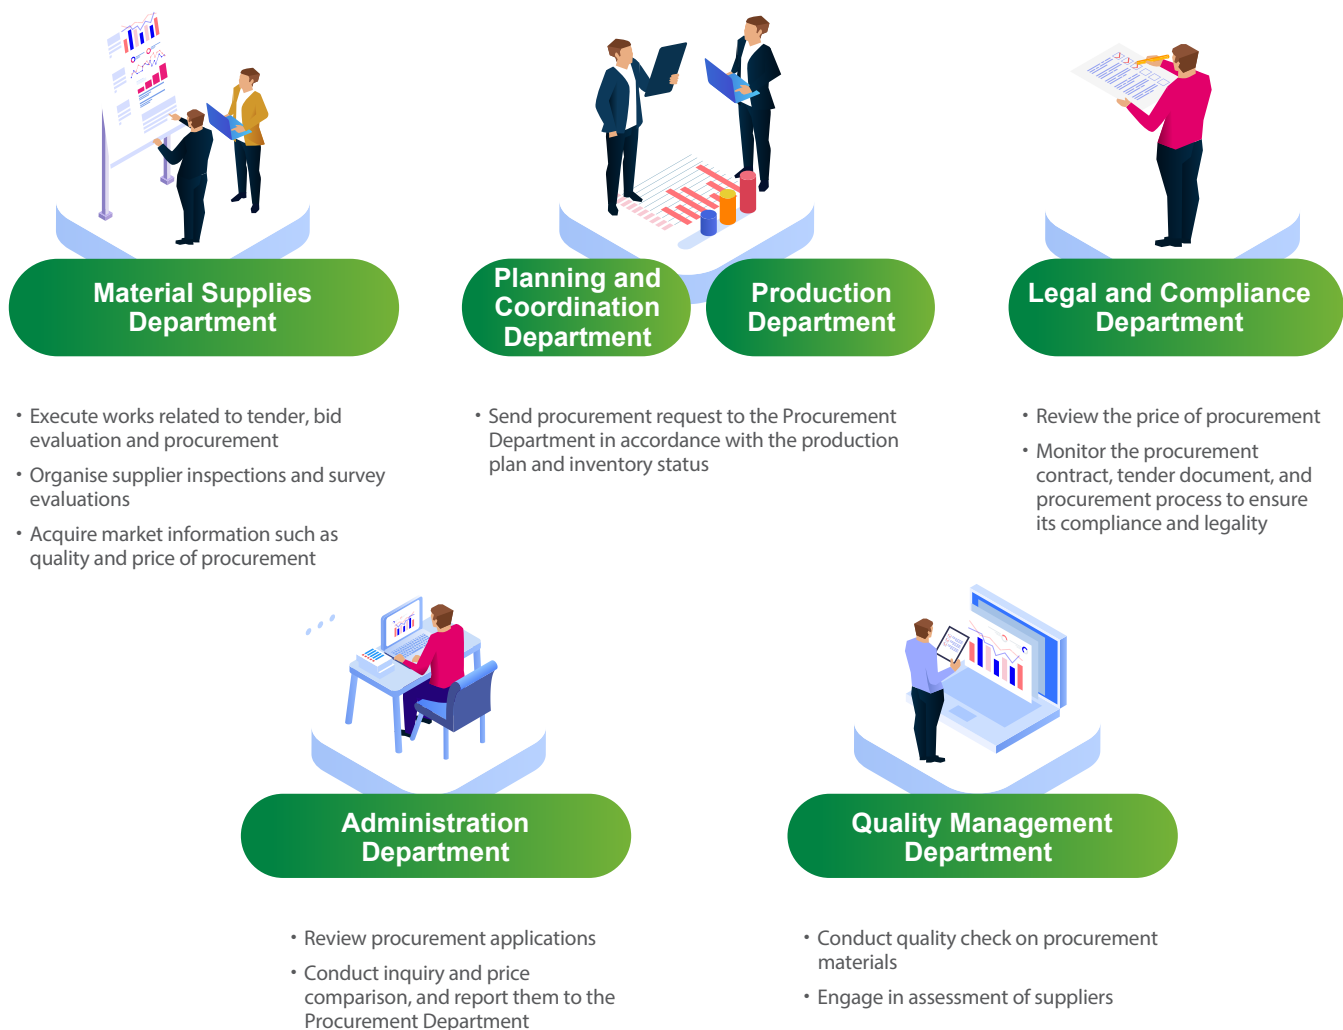 Material Supplies
Department
Planning and
Coordination
Department
Production
Department
Legal and Compliance
Department
• Execute works related to tender, bid
evaluation and procurement
• Organise supplier inspections and survey
evaluations
• Acquire market information such as
quality and price of procurement
• Send procurement request to the Procurement
Department in accordance with the production
plan and inventory status
• Review the price of procurement
• Monitor the procurement
contract, tender document, and
procurement process to ensure
its compliance and legality
Administration
Department
Quality Management
Department
• Review procurement applications
• Conduct inquiry and price
comparison, and report them to the
Procurement Department
• Conduct quality check on procurement
materials
• Engage in assessment of suppliers